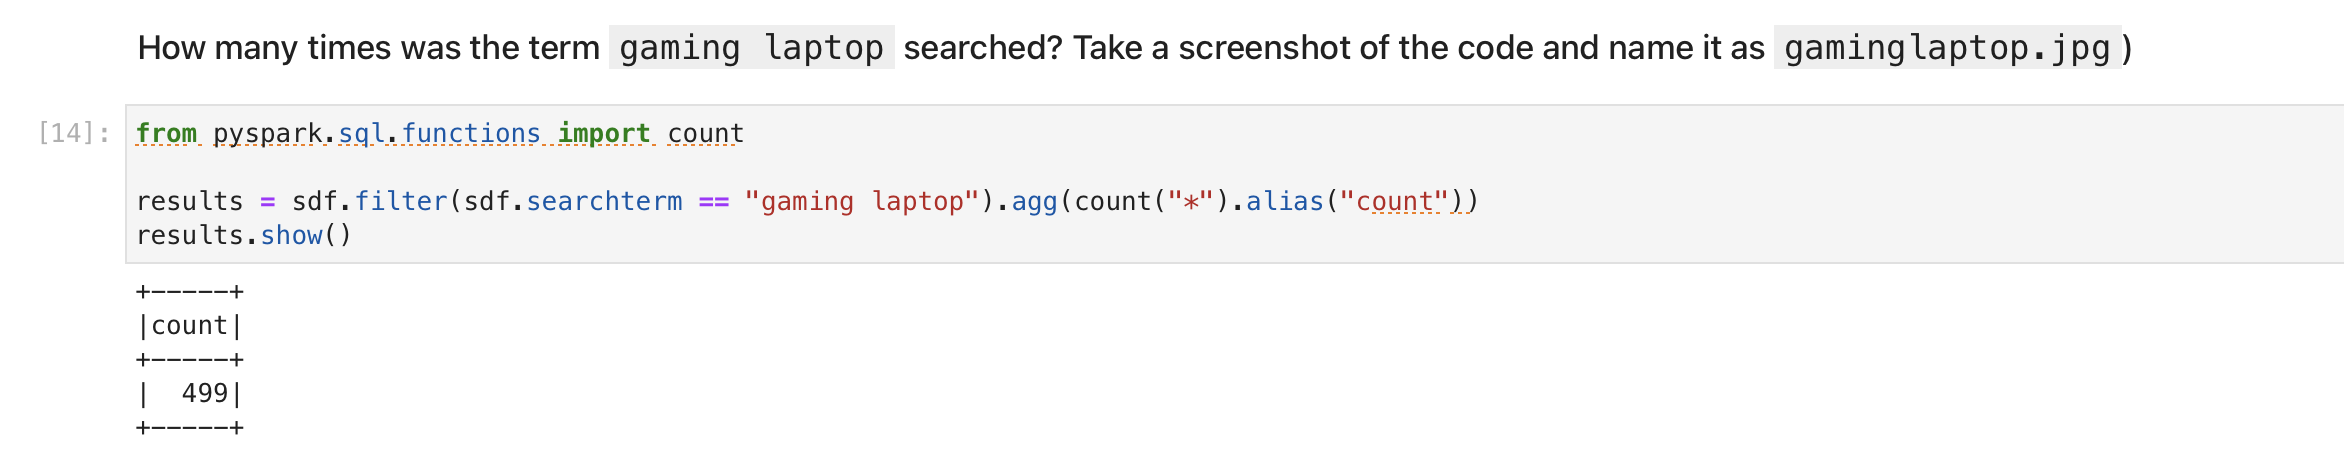 How many times was the term gaming laptop searched? Take a screenshot of the code and name it as gaminglaptop.jpg )
[14]: from pyspark.sql.functions import count
results = sdf.filter(sdf.searchterm == "gaming laptop").agg(count("*").alias("count"))
results.show()
+-----+
|count|
+-----+
|  499|
+-----+